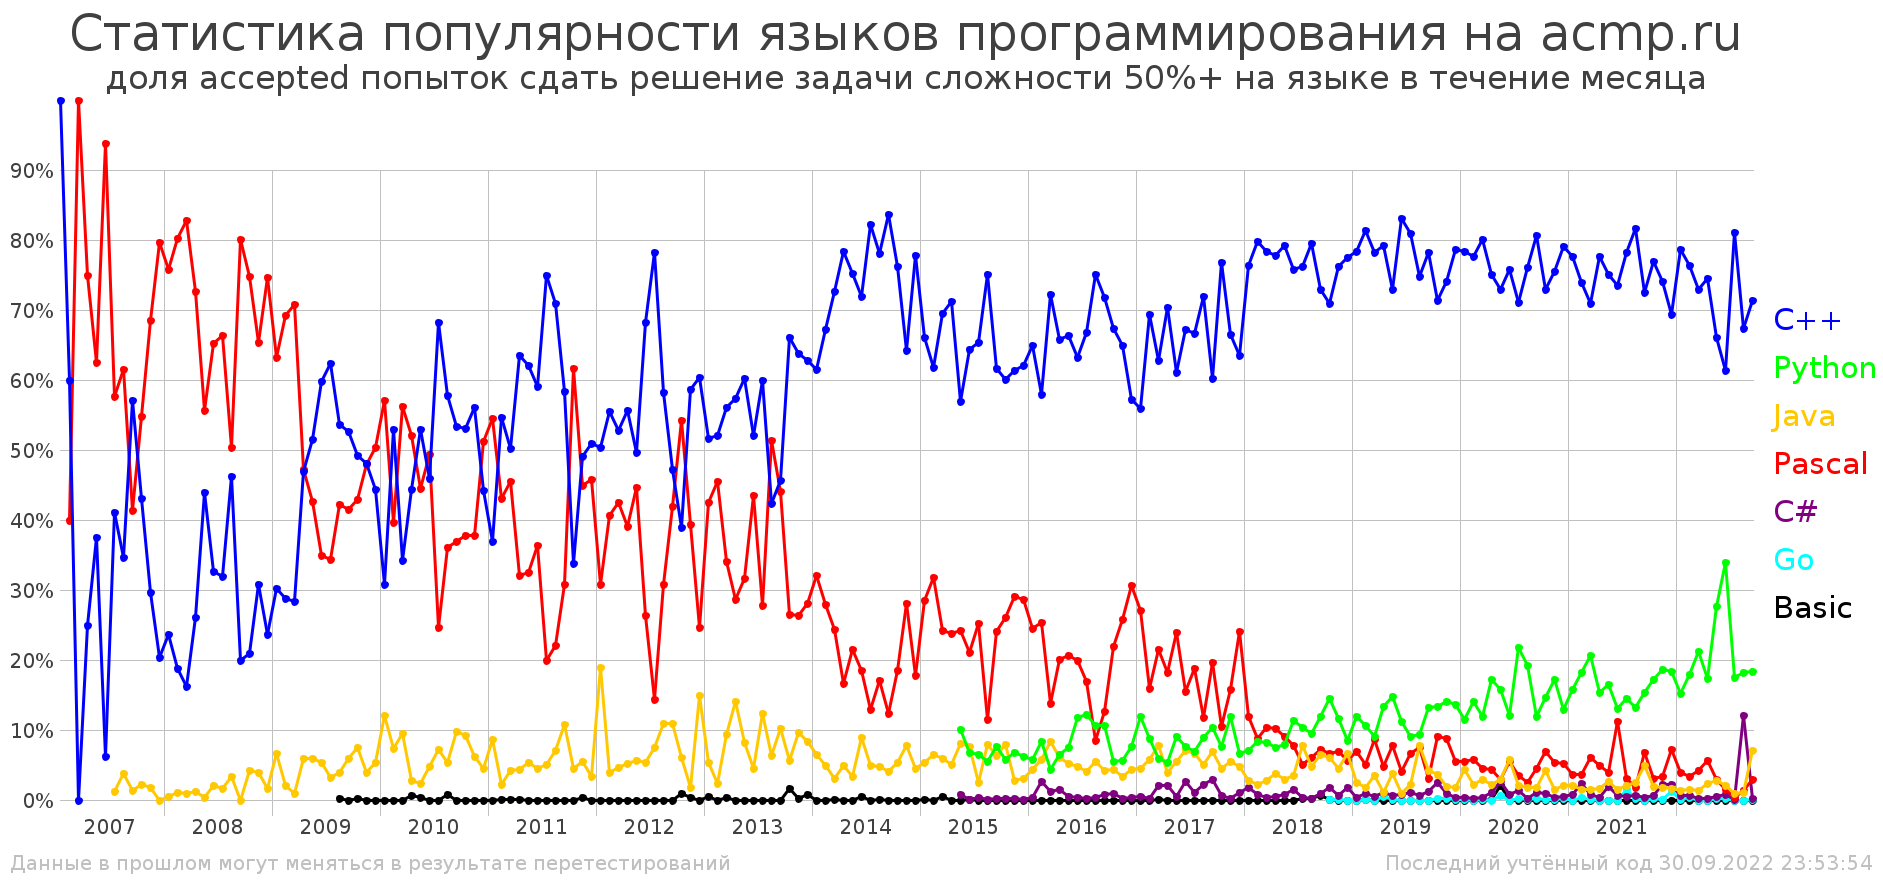 Статистика популярности языков программирования на acmp.ru
доля accepted попыток сдать решение задачи сложности 50%+ на языке в течение месяца
90%
80%
70%
60%
50%
40%
30%
20%
10%
0%
C++
Python
Java
Pascal
C#
Go
Basic
2007 2008 2009 2010 2011 2012 2013 2014 2015 2016 2017 2018 2019 2020 2021
Данные в прошлом могут меняться в результате перетестирований
Последний учтённый код 30.09.2022 23:53:54